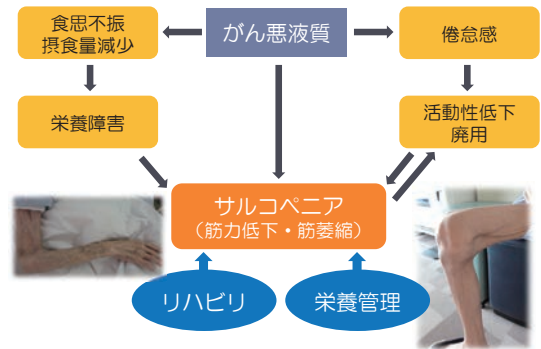 食思不振
摂食量減少
がん悪液質
倦怠感
栄養障害
活動性低下
廃用
サルコペニア
（筋力低下・筋萎縮）
リハビリ
栄養管理